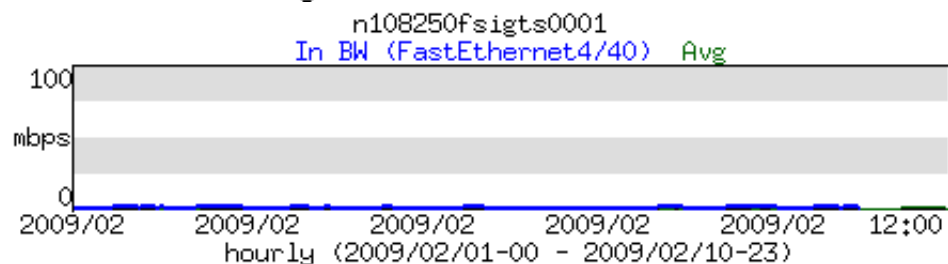 n108250fsigts0001
In BW (FastEthernet4/40) Avg
100
mbps
0
2009/02 2009/02 2009/02 2009/02 2009/02 12:00
hourly (2009/02/01-00 - 2009/02/10-23)